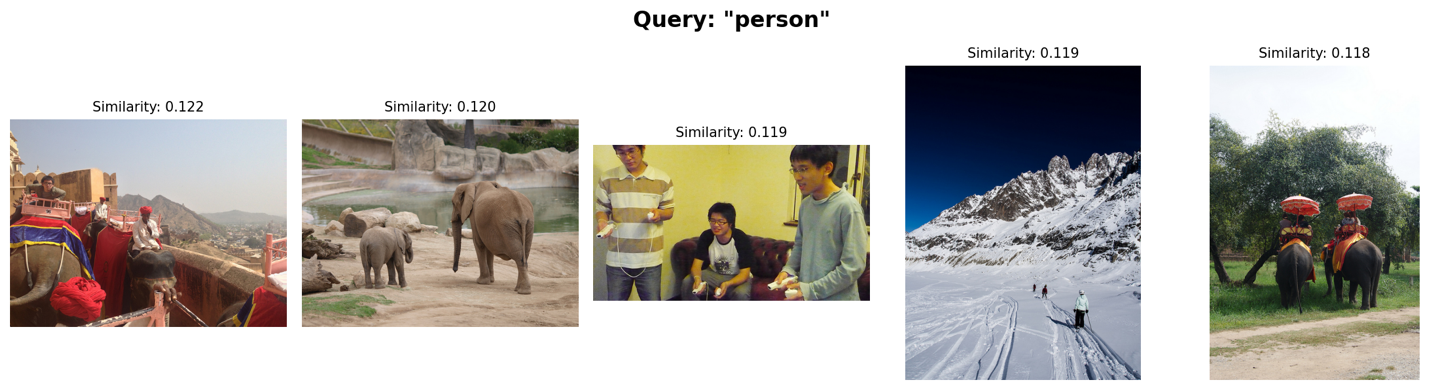 Query: "person"
Similarity: 0.122
Similarity: 0.120
Similarity: 0.119
Similarity: 0.119
Similarity: 0.118